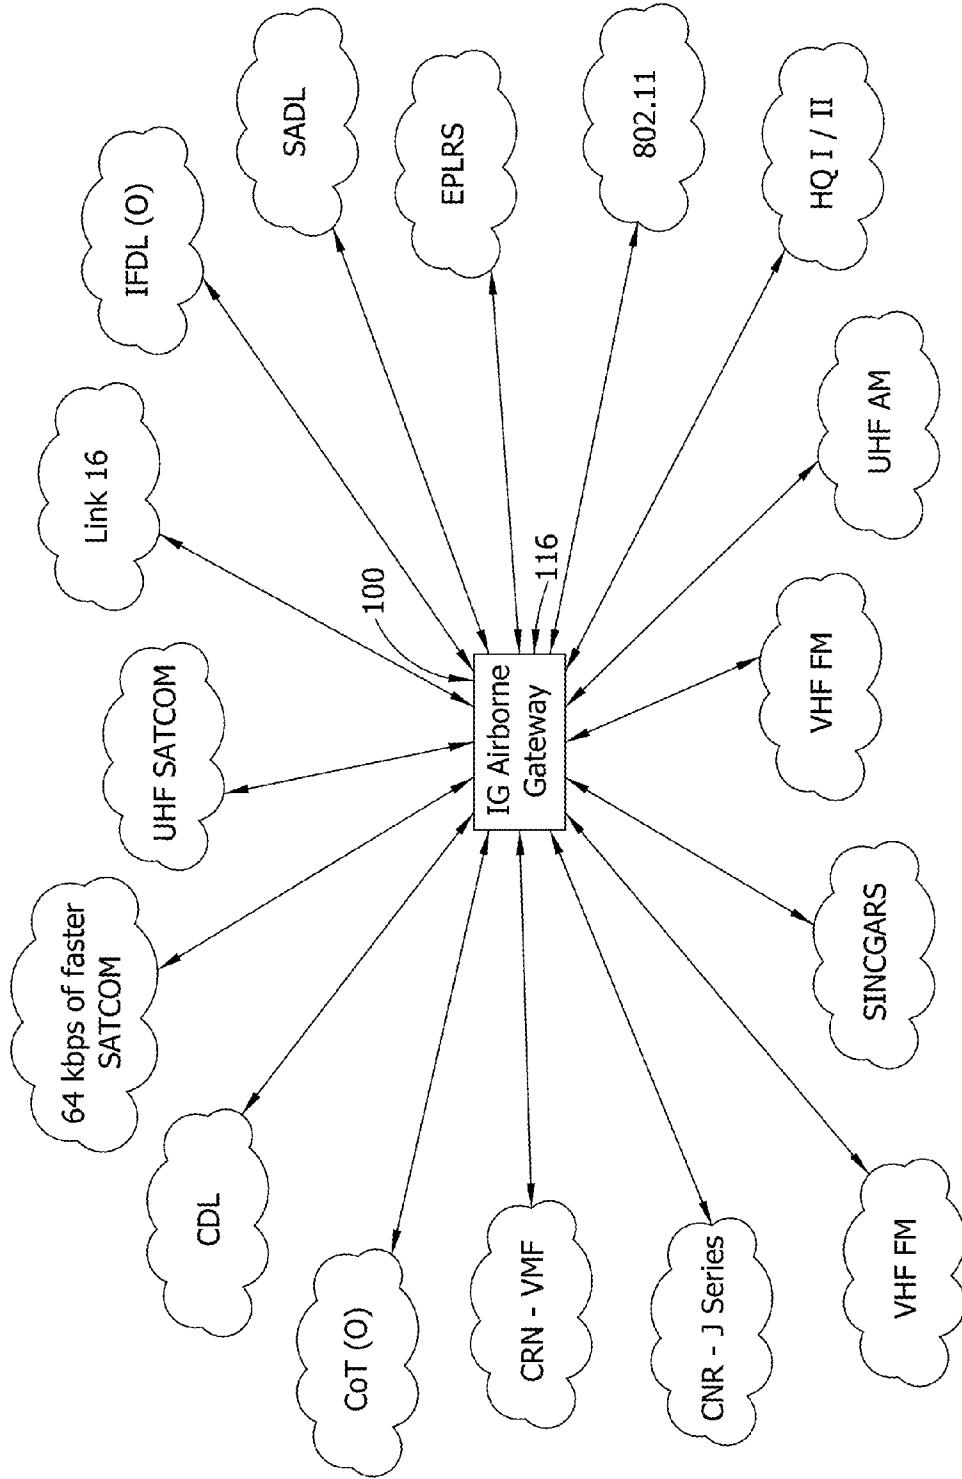 64 kbps of faster
SATCOM
UHF SATCOM
Link 16
IFDL (O)
SADL
EPLRS
802.11
HQ I / II
UHF AM
VHF FM
SINCGARS
VHF FM
CNR - J Series
CRN - VMF
CoT (O)
CDL
IG Airborne
Gateway
100
116